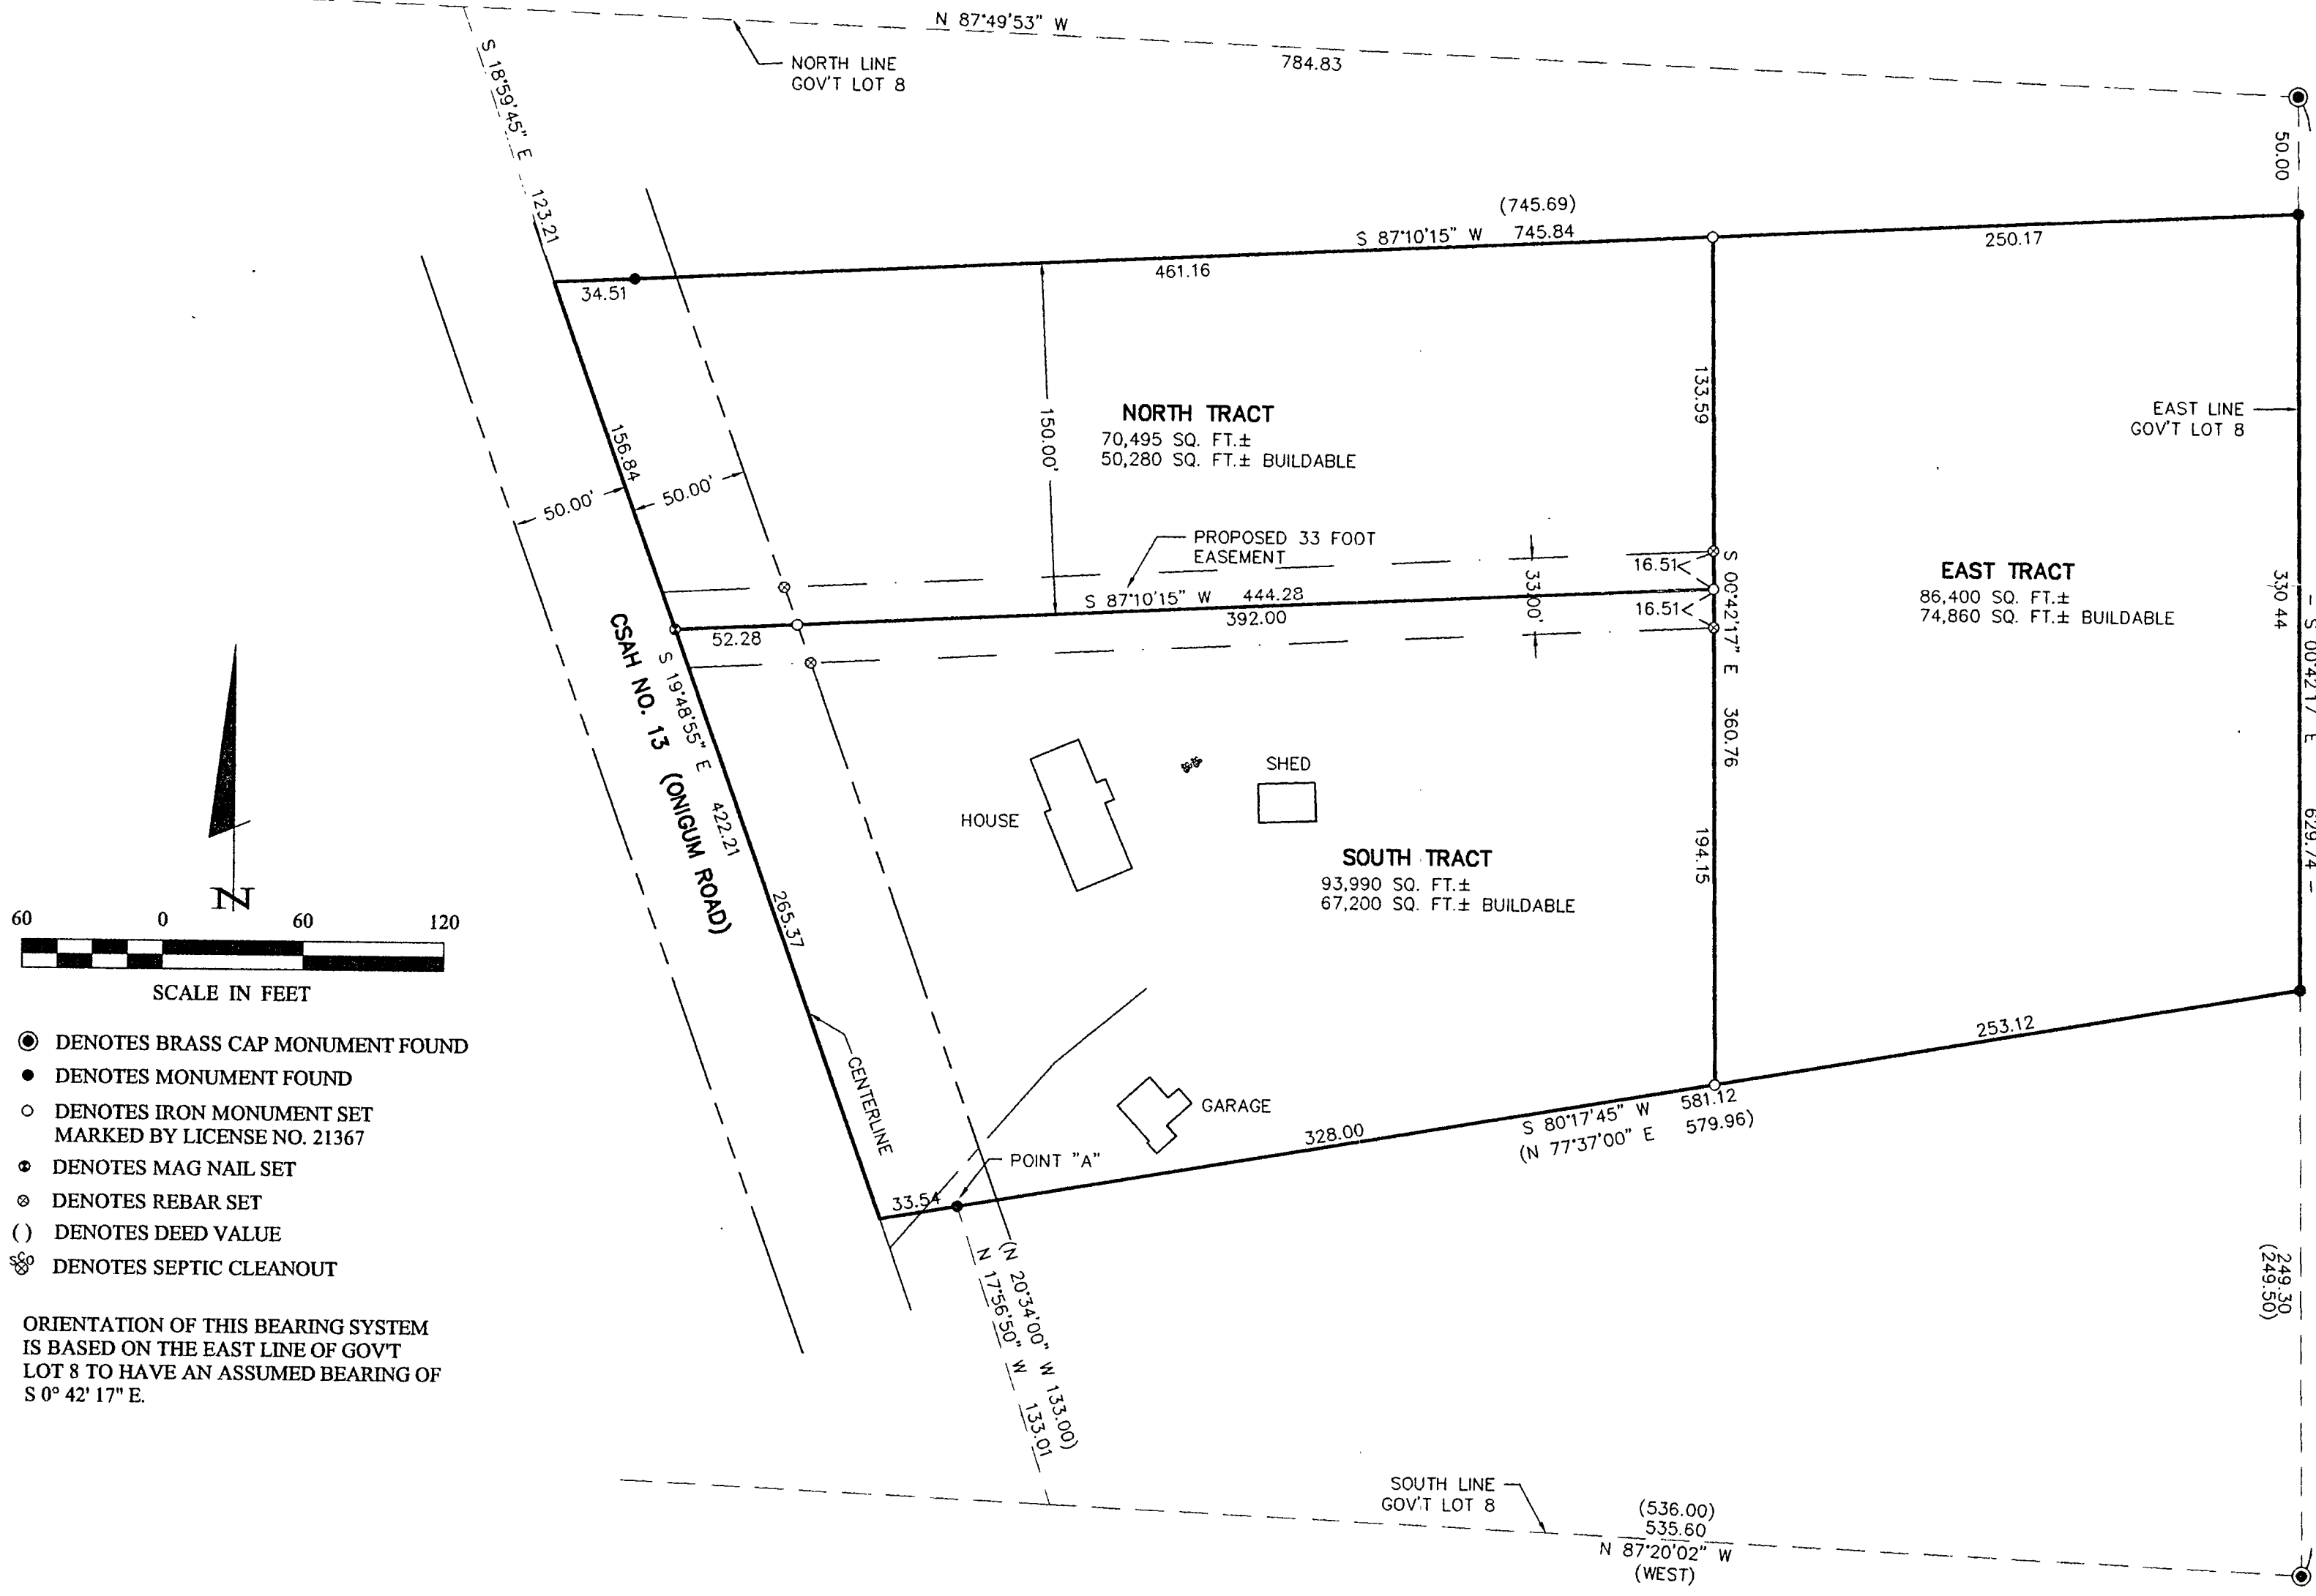 N 87°49'53" W
784.83
NORTH LINE
GOV'T LOT 8
S 18°59'45" E 123.21
50.00
(745.69)
S 87°10'15" W 745.84
250.17
461.16
34.51
133.59
EAST LINE
GOV'T LOT 8
150.00'
NORTH TRACT
70,495 SQ. FT.±
50,280 SQ. FT.± BUILDABLE
156.84
50.00'
50.00'
PROPOSED 33 FOOT
EASEMENT
16.51
16.51
33.00'
S 87°10'15" W 444.28
392.00
52.28
S 00°42'17" E 360.76
EAST TRACT
86,400 SQ. FT.±
74,860 SQ. FT.± BUILDABLE
330.44
S 00°42'17" E 629.74
CSAH NO. 13 (ONIGUM ROAD)
S 19°48'55" E 422.21
265.37
HOUSE
SHED
194.15
SOUTH TRACT
93,990 SQ. FT.±
67,200 SQ. FT.± BUILDABLE
N
60 0 60 120
SCALE IN FEET
253.12
CENTERLINE
GARAGE
328.00
S 80°17'45" W 581.12
(N 77°37'00" E 579.96)
POINT "A"
33.54
(N 20°34'00" W 133.00)
N 17°56'50" W 133.01
249.30
(249.50)
DENOTES BRASS CAP MONUMENT FOUND
DENOTES MONUMENT FOUND
DENOTES IRON MONUMENT SET
MARKED BY LICENSE NO. 21367
DENOTES MAG NAIL SET
DENOTES REBAR SET
( ) DENOTES DEED VALUE
SCO DENOTES SEPTIC CLEANOUT
ORIENTATION OF THIS BEARING SYSTEM
IS BASED ON THE EAST LINE OF GOV'T
LOT 8 TO HAVE AN ASSUMED BEARING OF
S 0° 42' 17" E.
SOUTH LINE
GOV'T LOT 8
(536.00)
535.60
N 87°20'02" W
(WEST)